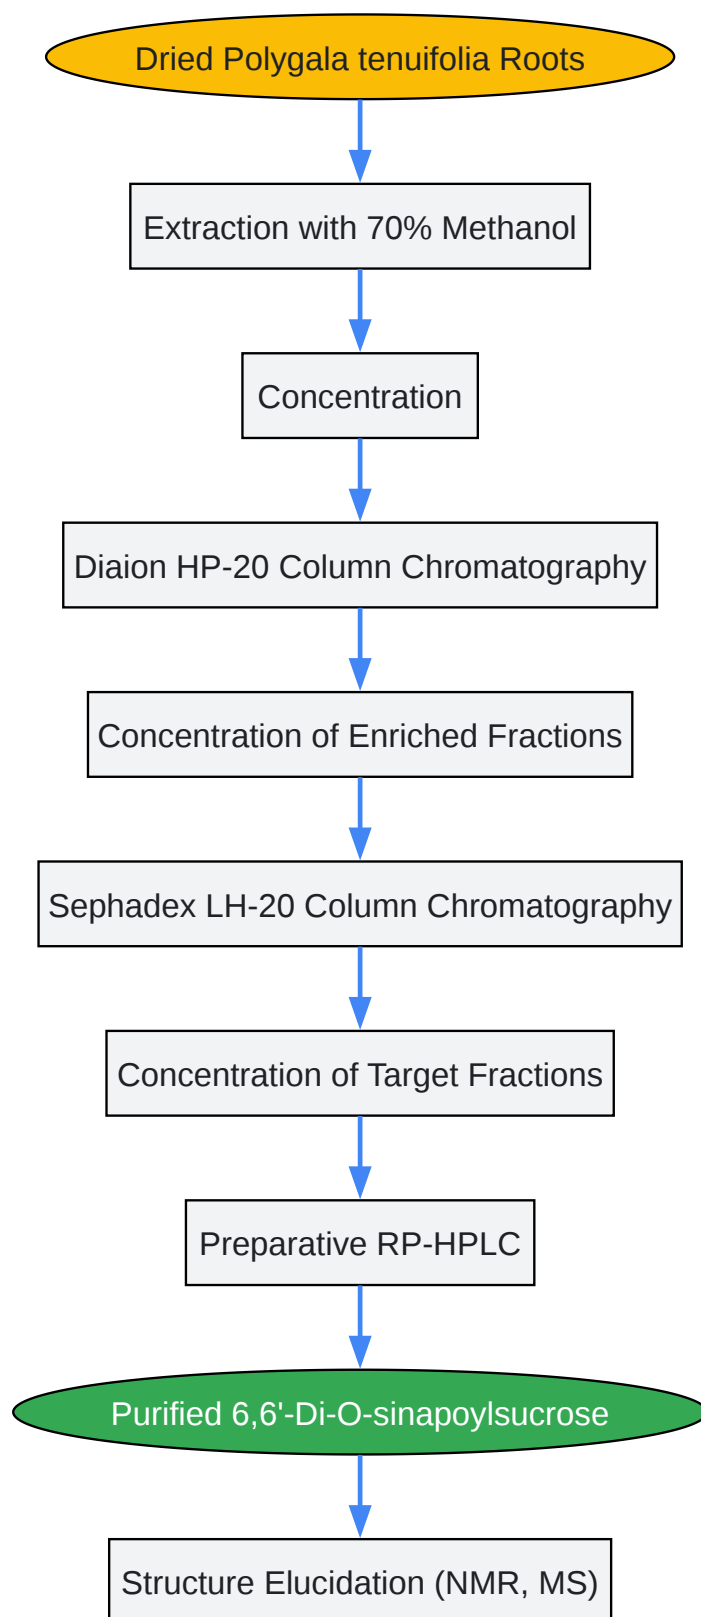 Dried Polygala tenuifolia Roots
Extraction with 70% Methanol
Concentration
Diaion HP-20 Column Chromatography
Concentration of Enriched Fractions
Sephadex LH-20 Column Chromatography
Concentration of Target Fractions
Preparative RP-HPLC
Purified 6,6'-Di-O-sinapoylsucrose
Structure Elucidation (NMR, MS)